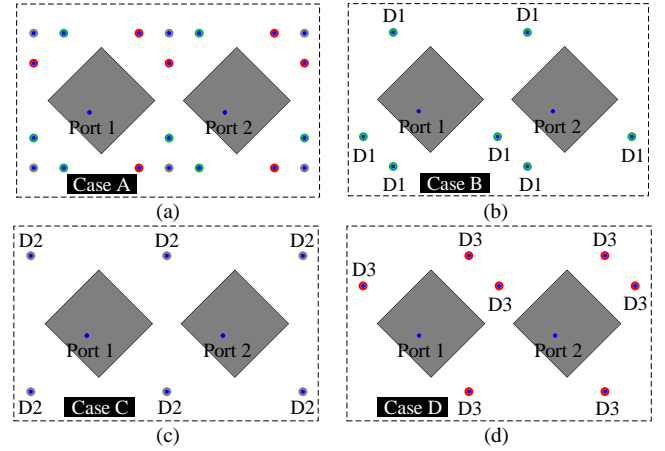 Port 1
Port 2
Case A
(a)
D1
D1
Port 1
Port 2
D1
D1
D1
D1
D1
Case B
(b)
D2
D2
D2
Port 1
Port 2
D2
D2
D2
Case C
(c)
D3
D3
D3
D3
D3
Port 1
Port 2
D3
D3
Case D
(d)